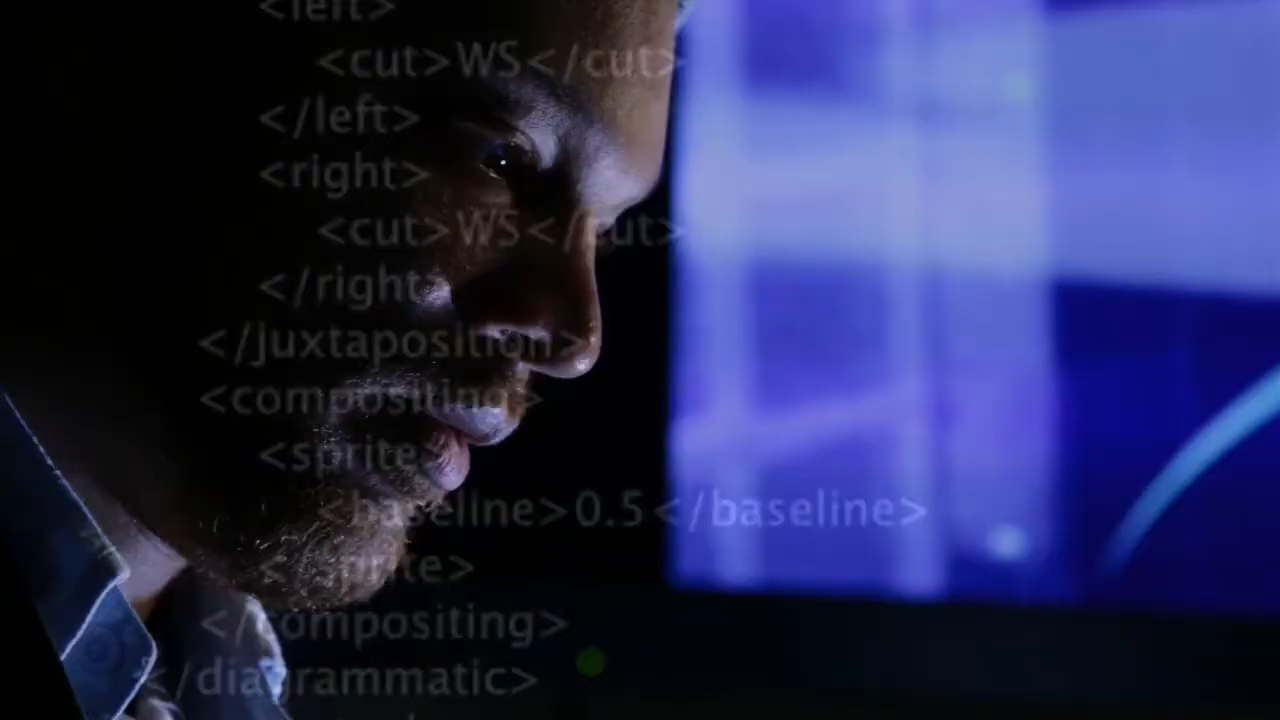 <left>
<cut>WS</cut>
</left>
<right>
<cut>WS</cut>
</right>
</juxtaposition>
<compositing>
<sprite>
<baseline>0.5</baseline>
</sprite>
</compositing>
</diagrammatic>